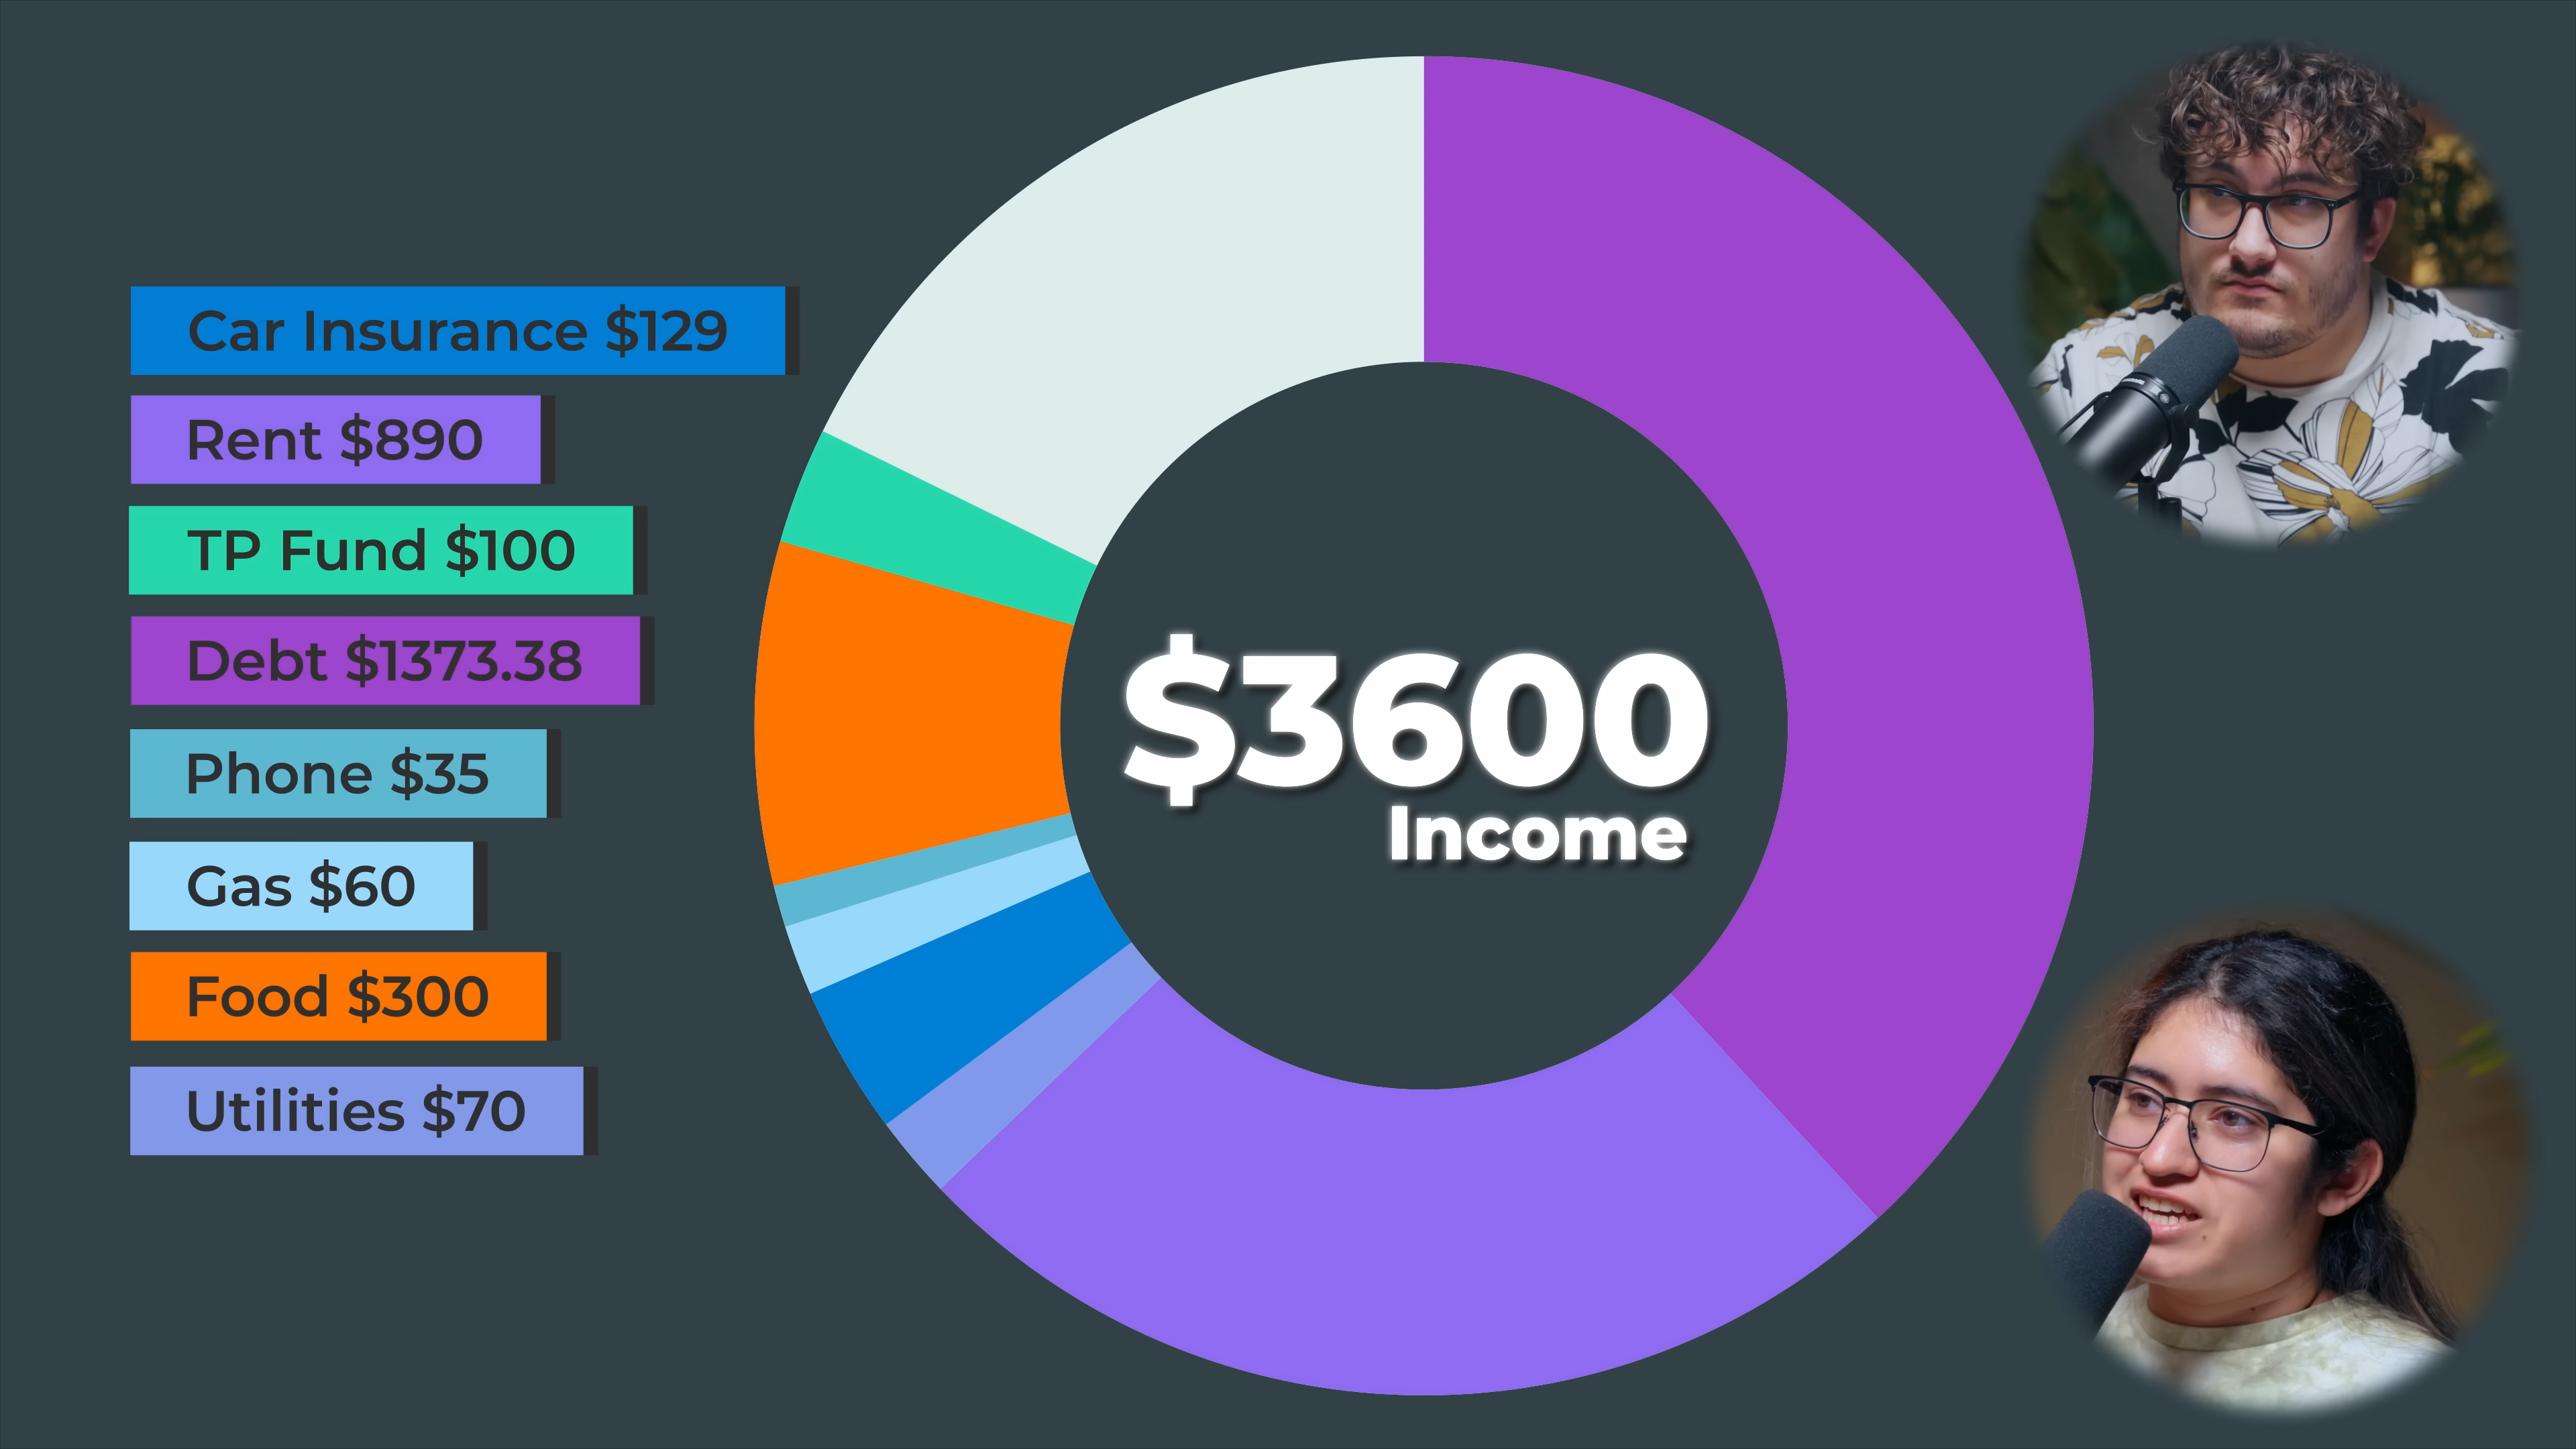 Car Insurance $129
Rent $890
TP Fund $100
Debt $1373.38
Phone $35
Gas $60
Food $300
Utilities $70
$3600
Income